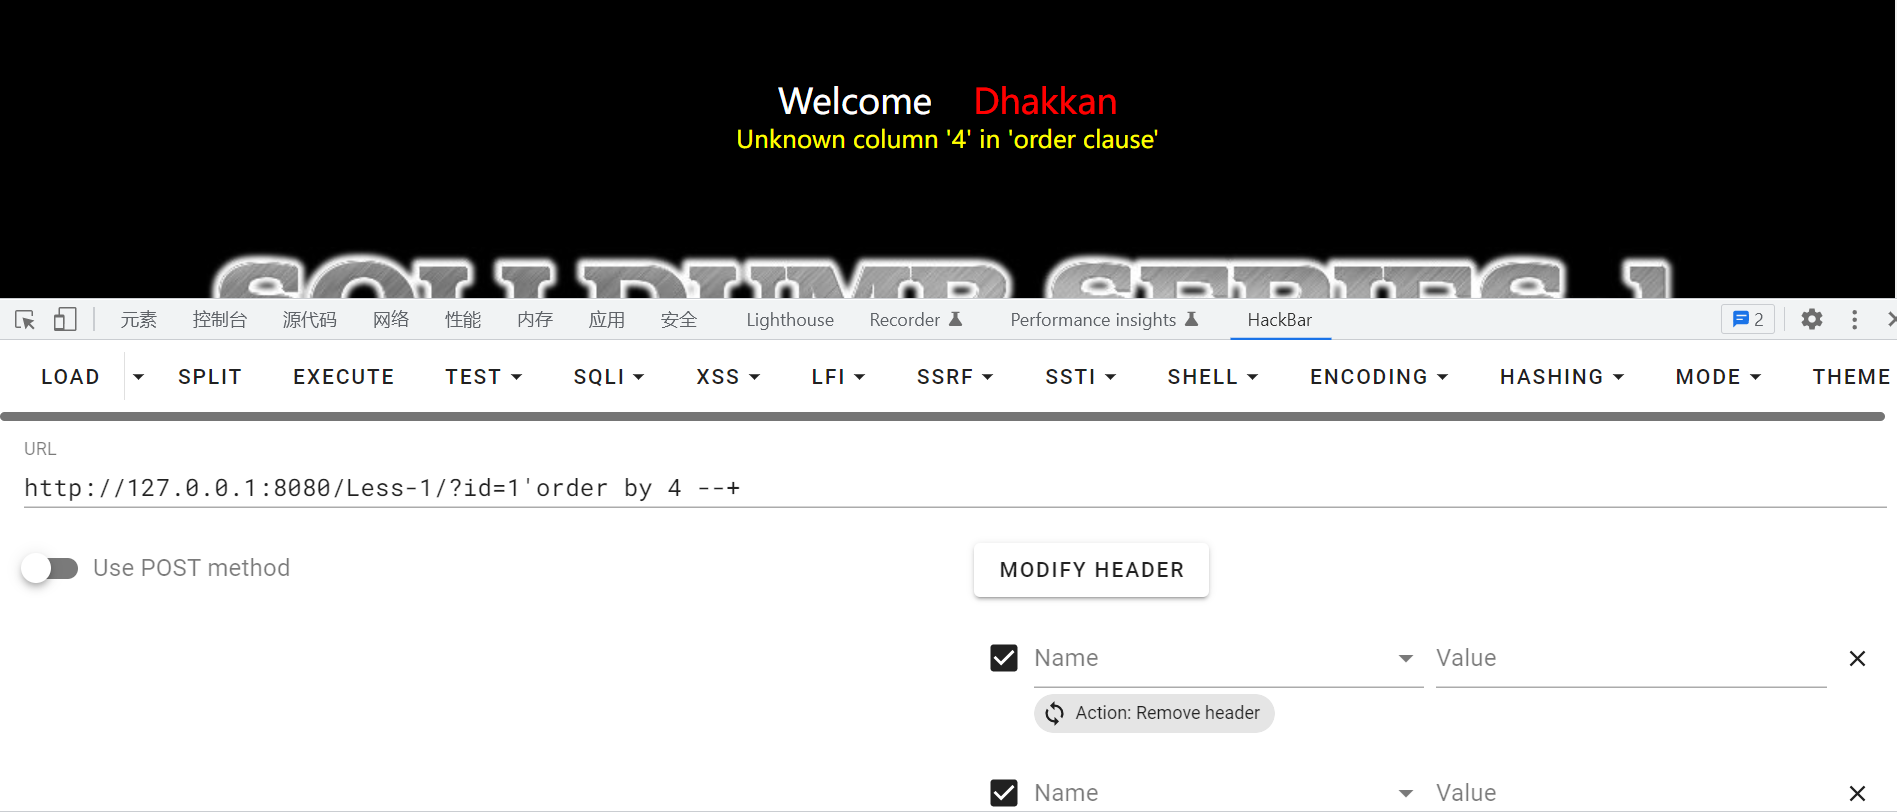 Welcome Dhakkan
Unknown column '4' in 'order clause'
元素 控制台 源代码 网络 性能 内存 应用 安全 Lighthouse Recorder Performance insights HackBar 2
LOAD SPLIT EXECUTE TEST SQLI XSS LFI SSRF SSTI SHELL ENCODING HASHING MODE THEME
URL
http://127.0.0.1:8080/Less-1/?id=1'order by 4 --+
Use POST method
MODIFY HEADER
Name Value
Action: Remove header
Name Value